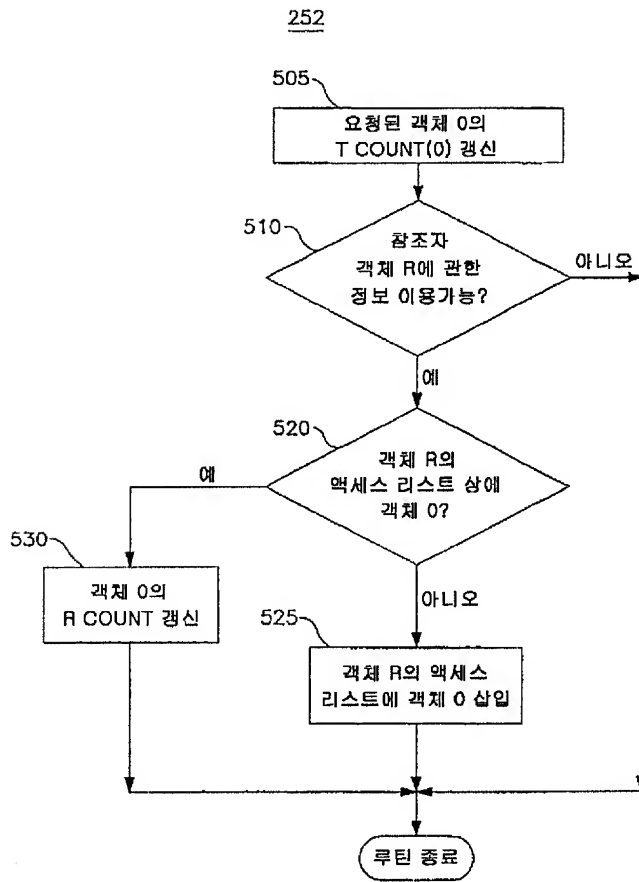 252
505
요청된 객체 0의
T COUNT(0) 갱신
510
참조자
객체 R에 관한
정보 이용가능?
아니오
예
520
객체 R의
액세스 리스트 상에
객체 0?
예
530
객체 0의
R COUNT 갱신
아니오
525
객체 R의 액세스
리스트에 객체 0 삽입
루틴 종료